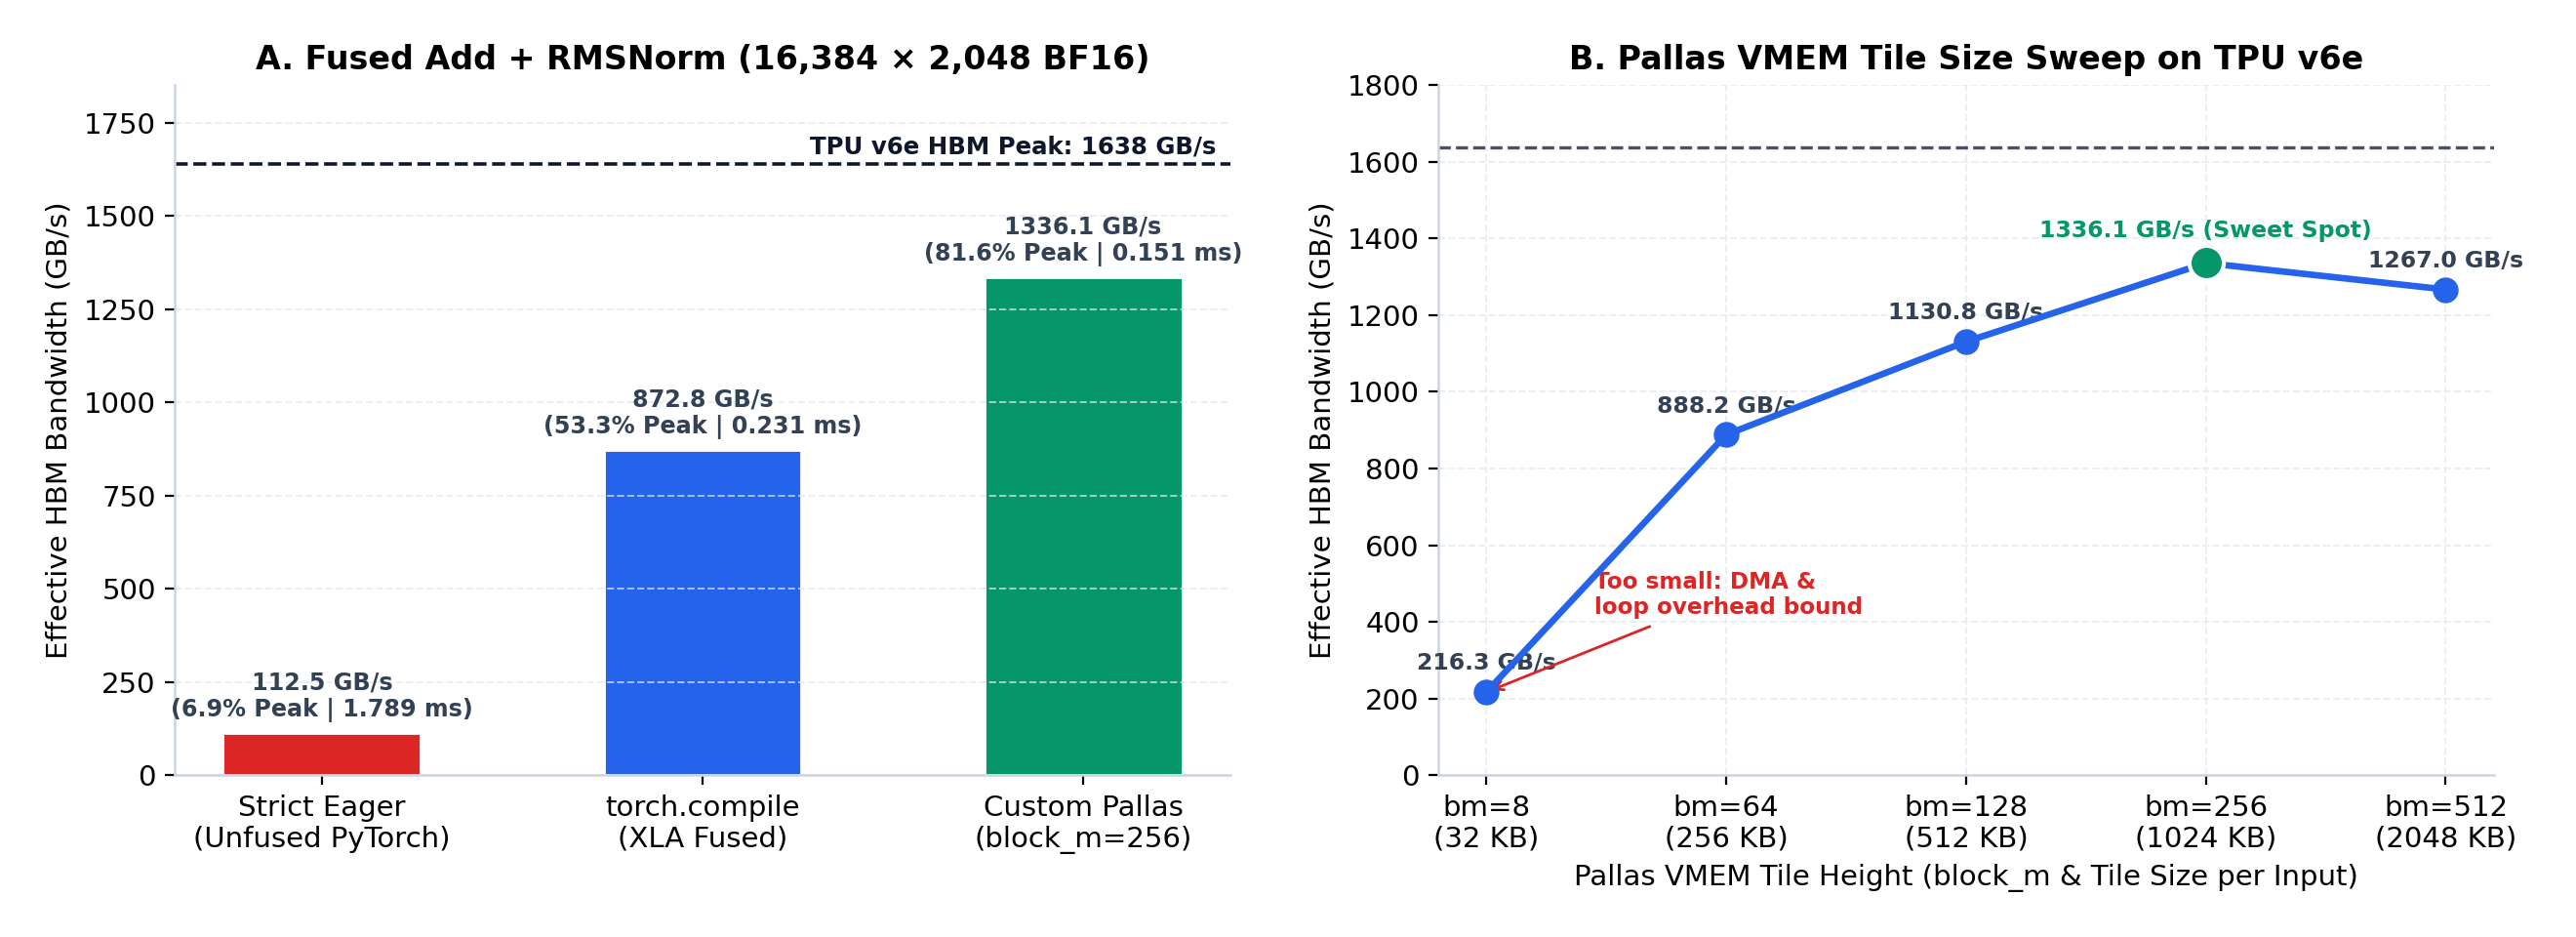 A. Fused Add + RMSNorm (16,384 × 2,048 BF16)
Effective HBM Bandwidth (GB/s)
1750
1500
1250
1000
750
500
250
0
TPU v6e HBM Peak: 1638 GB/s
112.5 GB/s
(6.9% Peak | 1.789 ms)
872.8 GB/s
(53.3% Peak | 0.231 ms)
1336.1 GB/s
(81.6% Peak | 0.151 ms)
Strict Eager
(Unfused PyTorch)
torch.compile
(XLA Fused)
Custom Pallas
(block_m=256)
B. Pallas VMEM Tile Size Sweep on TPU v6e
Effective HBM Bandwidth (GB/s)
1800
1600
1400
1200
1000
800
600
400
200
0
216.3 GB/s
888.2 GB/s
1130.8 GB/s
1336.1 GB/s (Sweet Spot)
1267.0 GB/s
Too small: DMA &
loop overhead bound
bm=8
(32 KB)
bm=64
(256 KB)
bm=128
(512 KB)
bm=256
(1024 KB)
bm=512
(2048 KB)
Pallas VMEM Tile Height (block_m & Tile Size per Input)